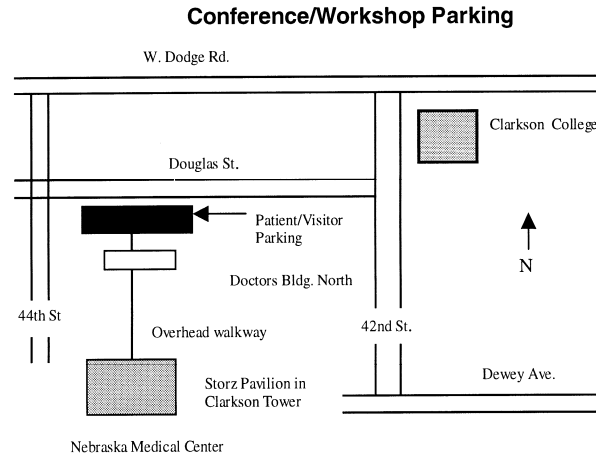 Conference/Workshop Parking
W. Dodge Rd.
Clarkson College
Douglas St.
Patient/Visitor
Parking
N
Doctors Bldg. North
44th St
42nd St.
Overhead walkway
Dewey Ave.
Storz Pavilion in
Clarkson Tower
Nebraska Medical Center